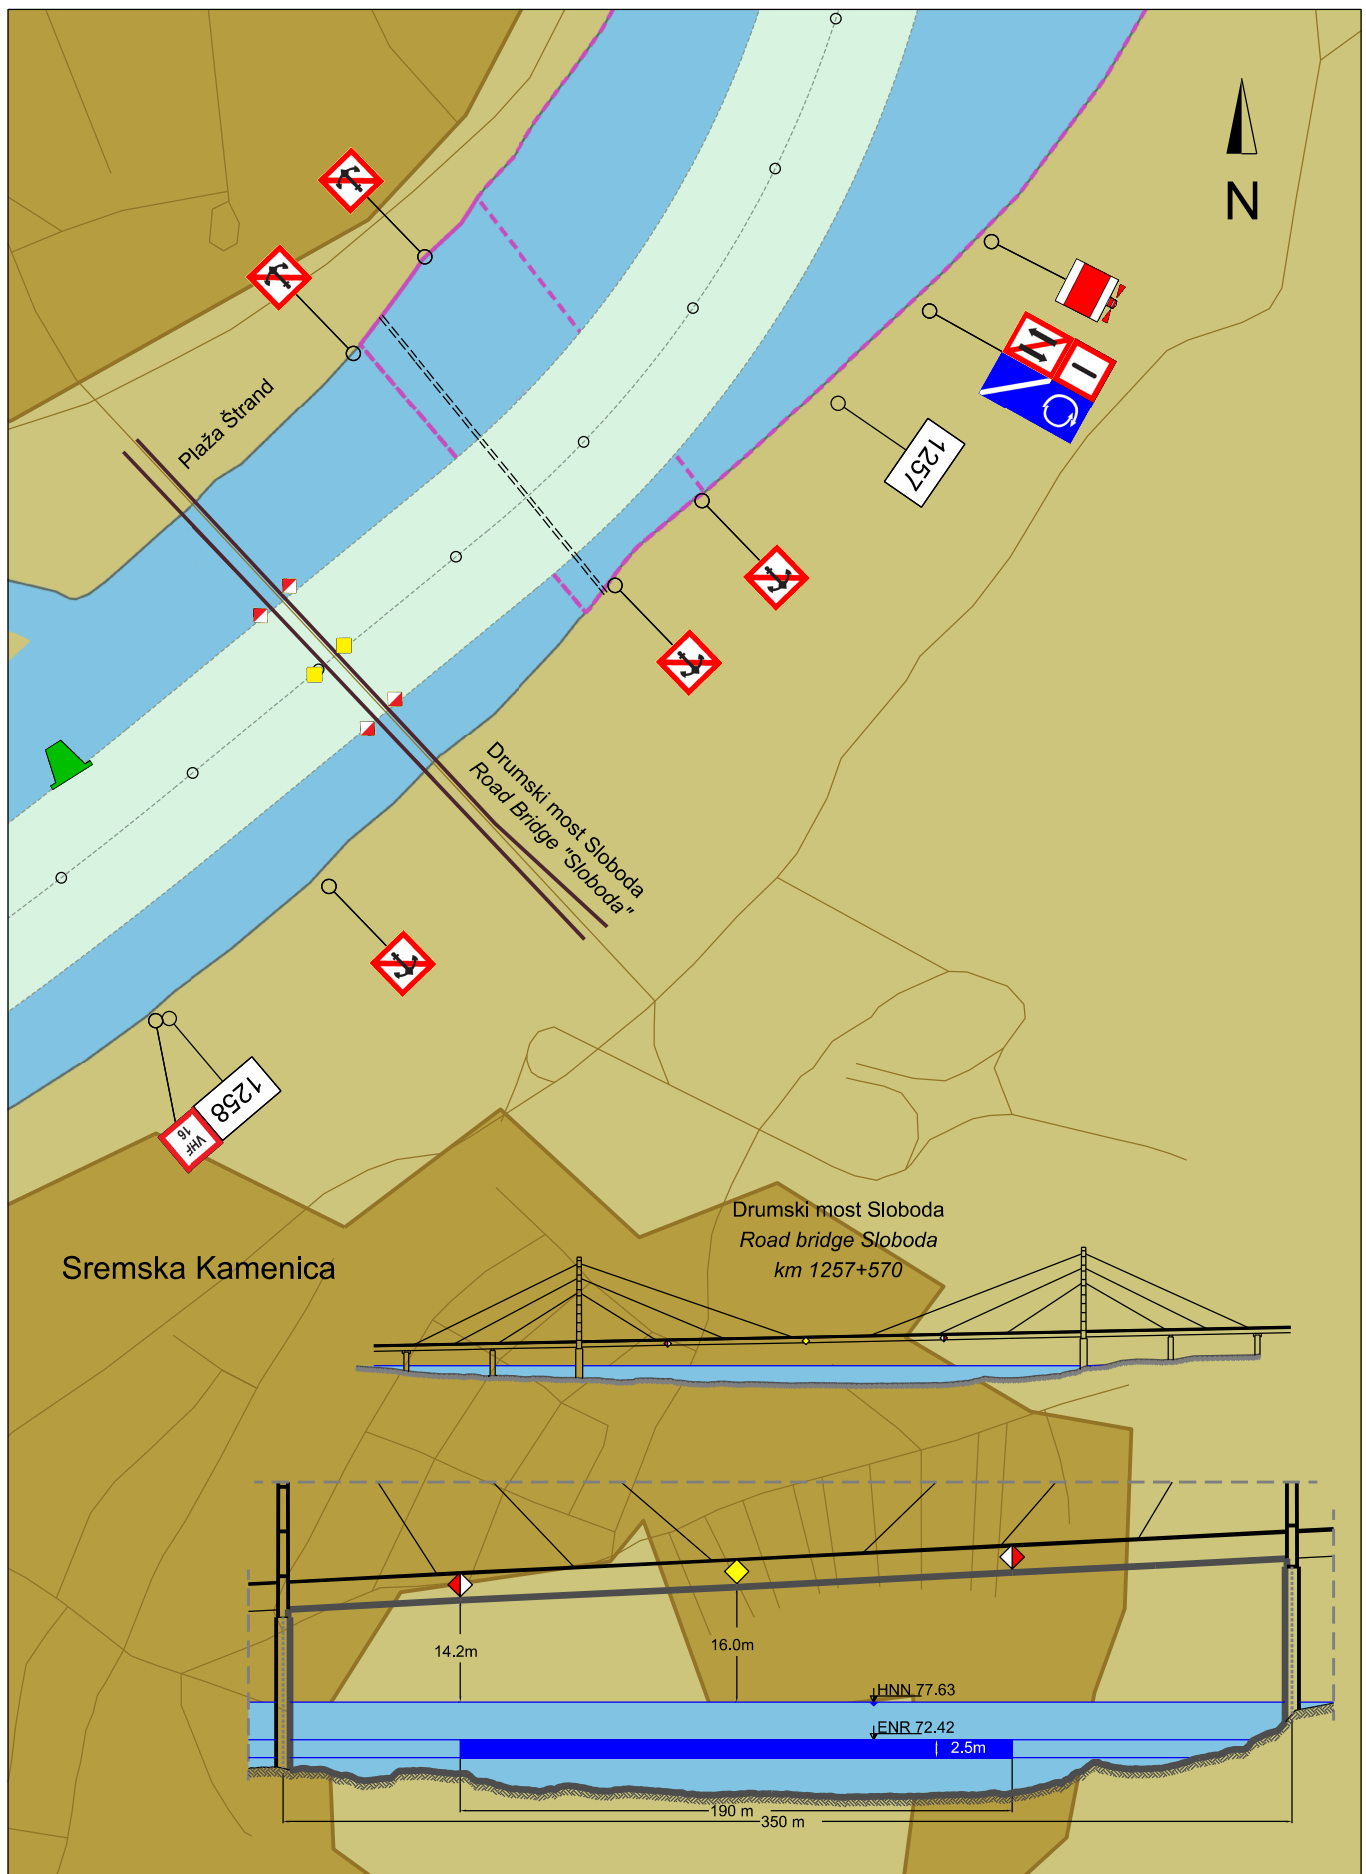 N
Plaža Štrand
1257
Drumski most Sloboda
Road Bridge "Sloboda"
1258
VHF
16
Drumski most Sloboda
Road bridge Sloboda
km 1257+570
Sremska Kamenica
14.2m
16.0m
HNN 77.63
ENR 72.42
2.5m
190 m
350 m